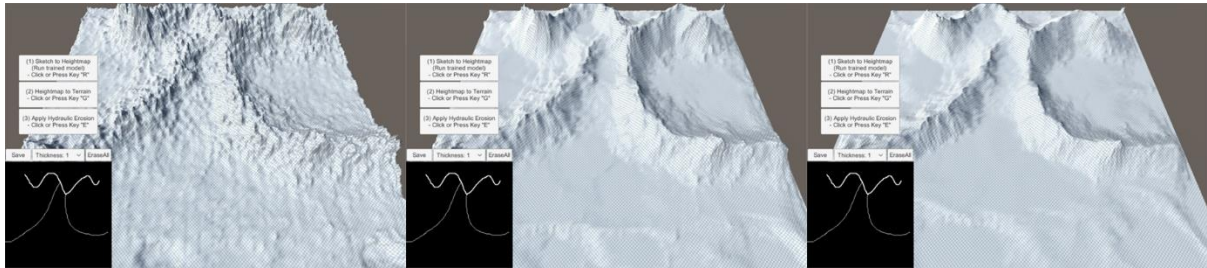 (1) Sketch to Heightmap
(Run trained model)
- Click or Press Key "R"
(2) Heightmap to Terrain
- Click or Press Key "G"
(3) Apply Hydraulic Erosion
- Click or Press Key "E"
Save Thickness: 1 EraseAll
(1) Sketch to Heightmap
(Run trained model)
- Click or Press Key "R"
(2) Heightmap to Terrain
- Click or Press Key "G"
(3) Apply Hydraulic Erosion
- Click or Press Key "E"
Save Thickness: 1 EraseAll
(1) Sketch to Heightmap
(Run trained model)
- Click or Press Key "R"
(2) Heightmap to Terrain
- Click or Press Key "G"
(3) Apply Hydraulic Erosion
- Click or Press Key "E"
Save Thickness: 1 EraseAll